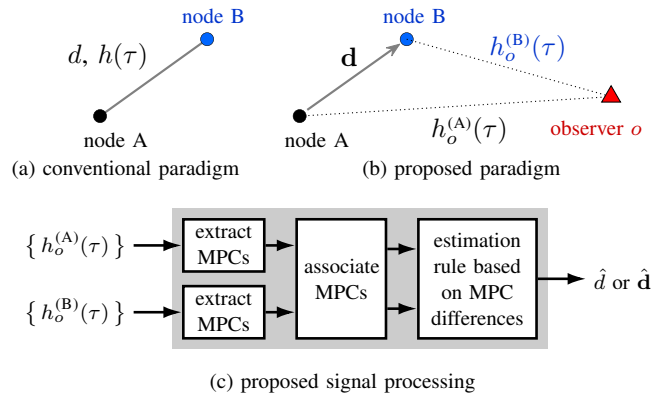 node B
d, h(τ)
node A
(a) conventional paradigm
node B
d
h_o^{(B)}(τ)
h_o^{(A)}(τ)
node A
observer o
(b) proposed paradigm
{ h_o^{(A)}(τ) }
extract
MPCs
{ h_o^{(B)}(τ) }
extract
MPCs
associate
MPCs
estimation
rule based
on MPC
differences
d̂ or d̂
(c) proposed signal processing